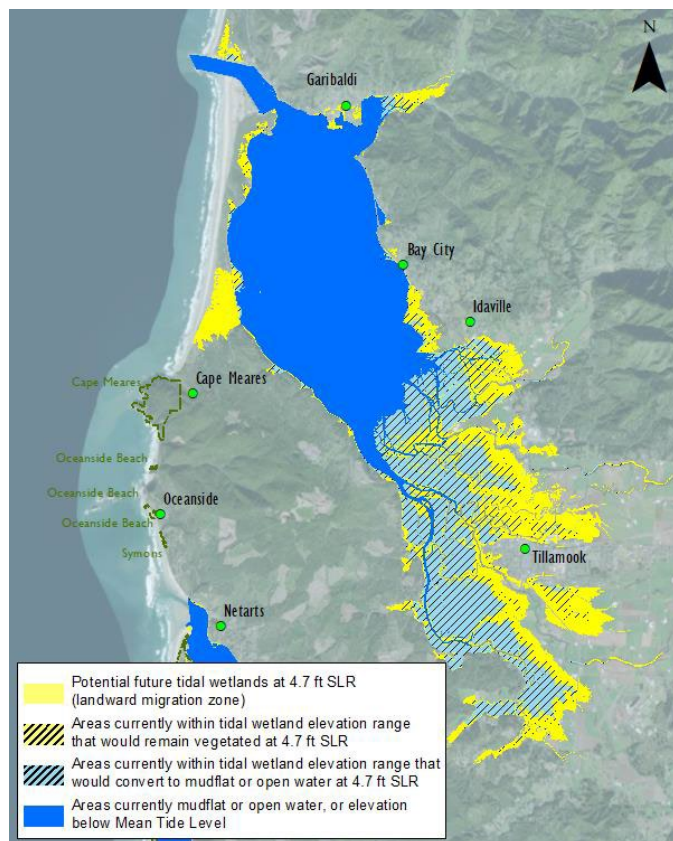 N
Garibaldi
Bay City
Idaville
Cape Meares
Cape Meares
Oceanside Beach
Oceanside Beach
Oceanside
Oceanside Beach
Symons
Tillamook
Netarts
Potential future tidal wetlands at 4.7 ft SLR
(landward migration zone)
Areas currently within tidal wetland elevation range
that would remain vegetated at 4.7 ft SLR
Areas currently within tidal wetland elevation range that
would convert to mudflat or open water at 4.7 ft SLR
Areas currently mudflat or open water, or elevation
below Mean Tide Level